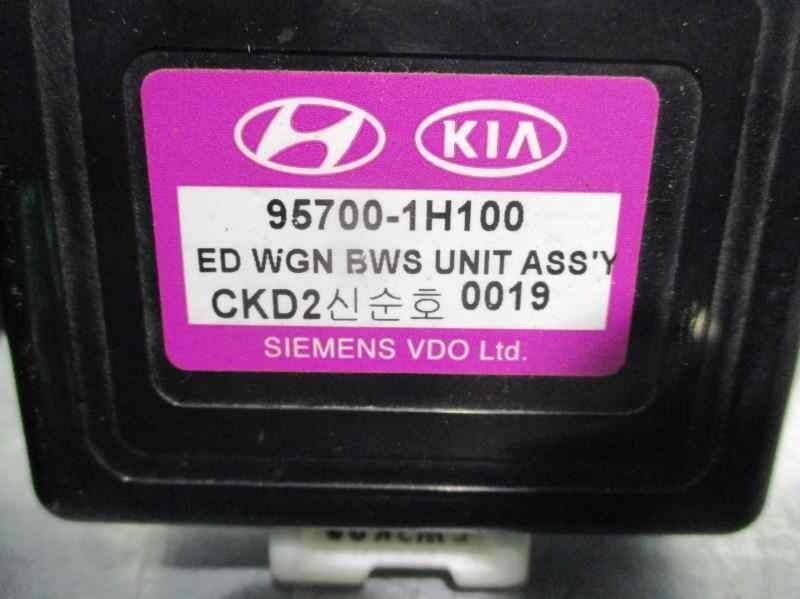 KIA
95700-1H100
ED WGN BWS UNIT ASS'Y
CKD2신순호 0019
SIEMENS VDO Ltd.